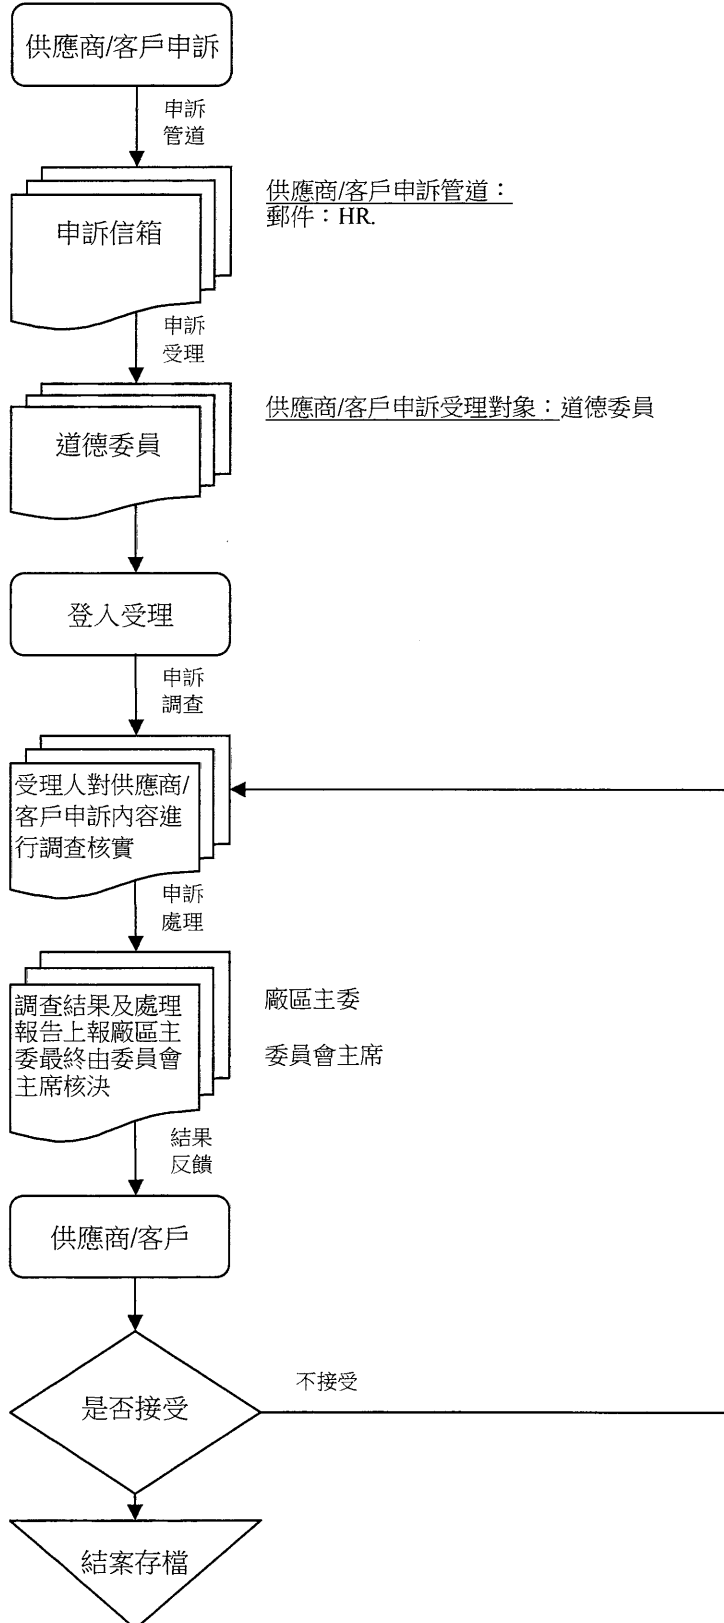 供應商/客戶申訴
申訴
管道
供應商/客戶申訴管道：
郵件：HR.
申訴信箱
申訴
受理
供應商/客戶申訴受理對象：道德委員
道德委員
登入受理
申訴
調查
受理人對供應商/
客戶申訴內容進
行調查核實
申訴
處理
調查結果及處理
報告上報廠區主
委最終由委員會
主席核決
廠區主委
委員會主席
結果
反饋
供應商/客戶
是否接受
不接受
結案存檔